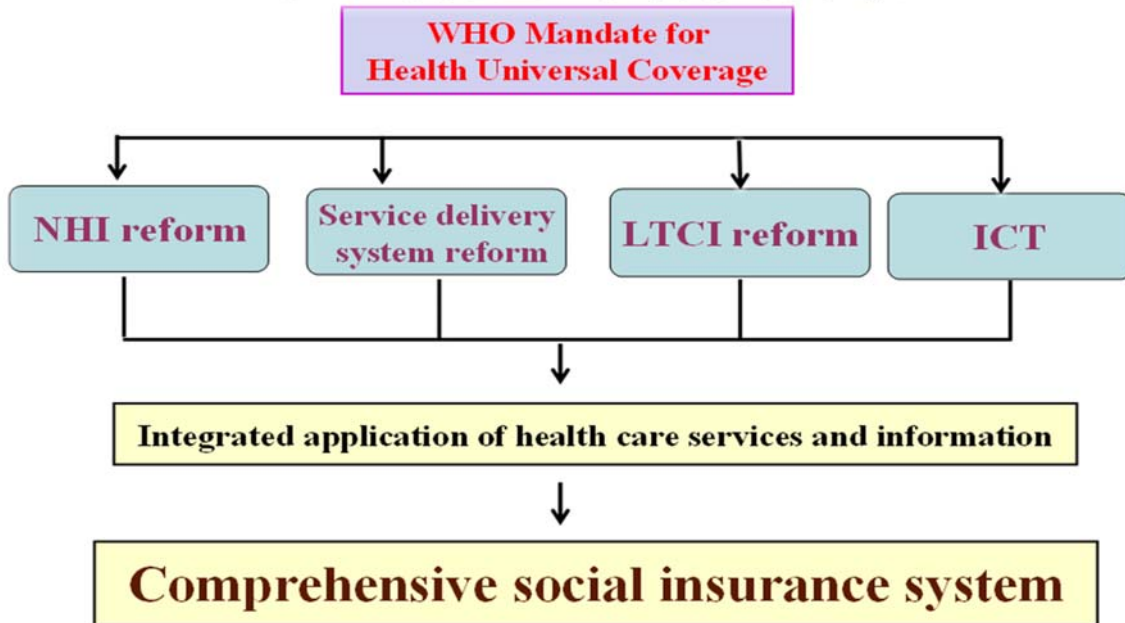 WHO Mandate for
Health Universal Coverage
NHI reform
Service delivery
system reform
LTCI reform
ICT
Integrated application of health care services and information
Comprehensive social insurance system